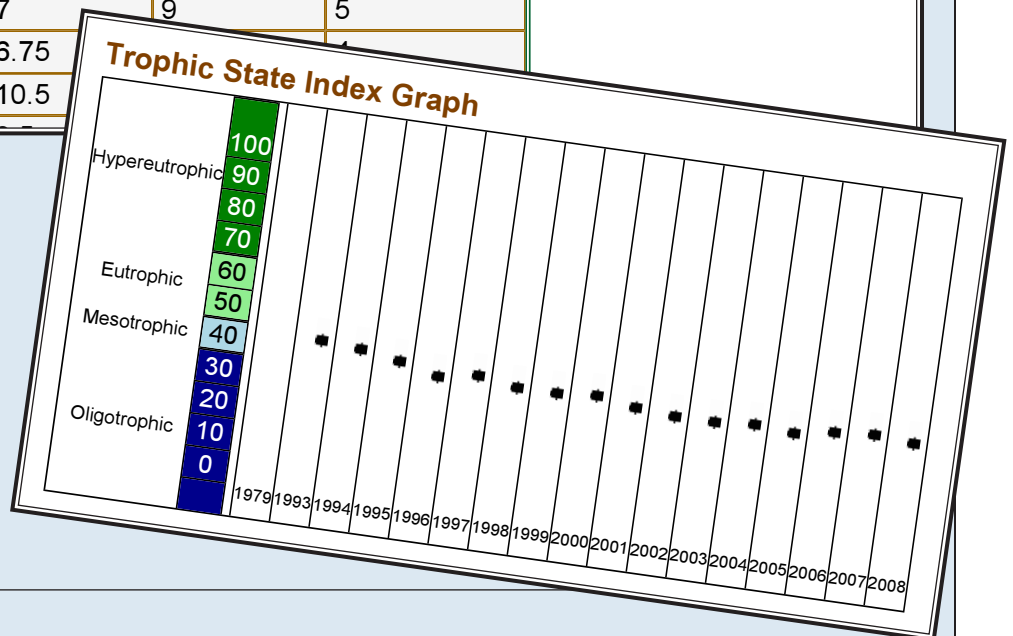 7 9 5
6.75
10.5
Trophic State Index Graph
100
Hypereutrophic 90
80
70
Eutrophic 60
50
Mesotrophic 40
30
20
Oligotrophic 10
0
1979 1993 1994 1995 1996 1997 1998 1999 2000 2001 2002 2003 2004 2005 2006 2007 2008